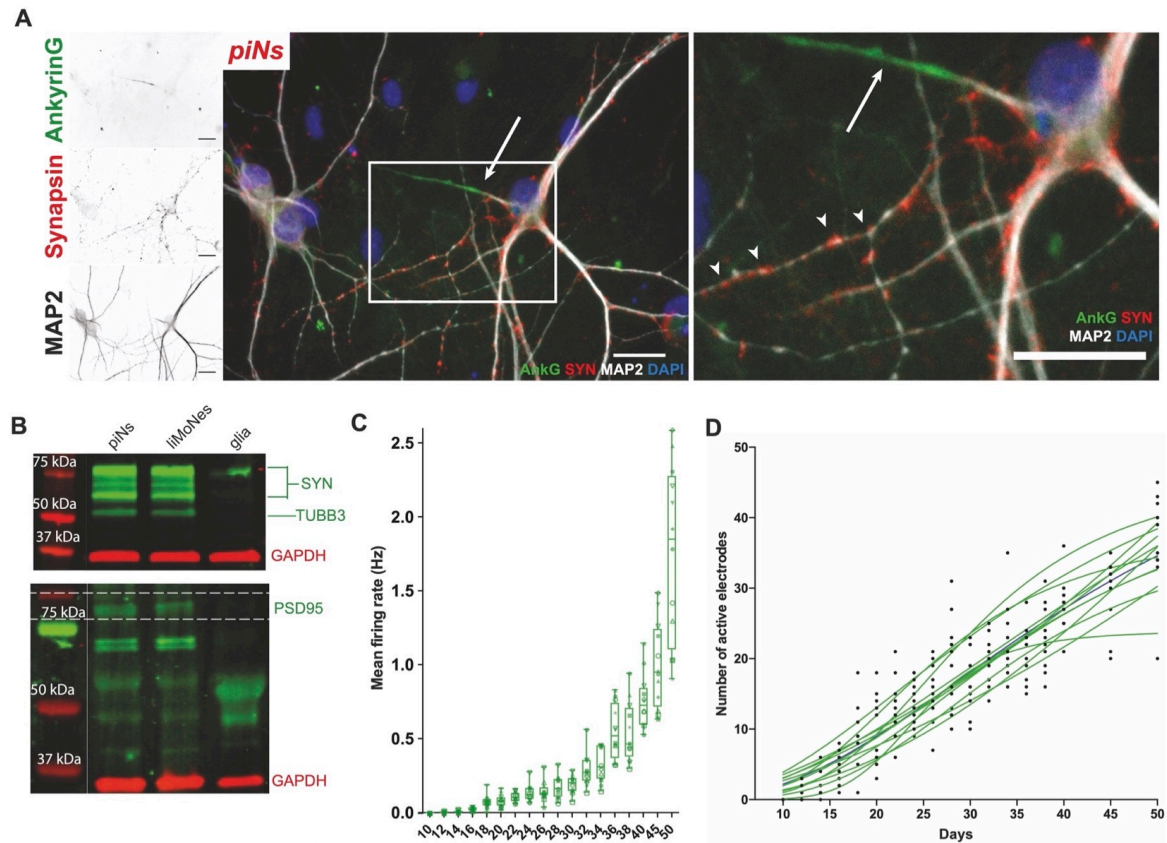 A
AnkyrinG
Synapsin
MAP2
piNs
AnkG SYN MAP2 DAPI
AnkG SYN
MAP2 DAPI
B
piNs
liMoNes
glia
75 kDa
50 kDa
37 kDa
SYN
TUBB3
GAPDH
75 kDa
50 kDa
37 kDa
PSD95
GAPDH
C
Mean firing rate (Hz)
2.5
2.0
1.5
1.0
0.5
0.0
10 12 14 16 18 20 22 24 26 28 30 32 34 36 38 40 45 50
D
Number of active electrodes
50
40
30
20
10
0
10 15 20 25 30 35 40 45 50
Days